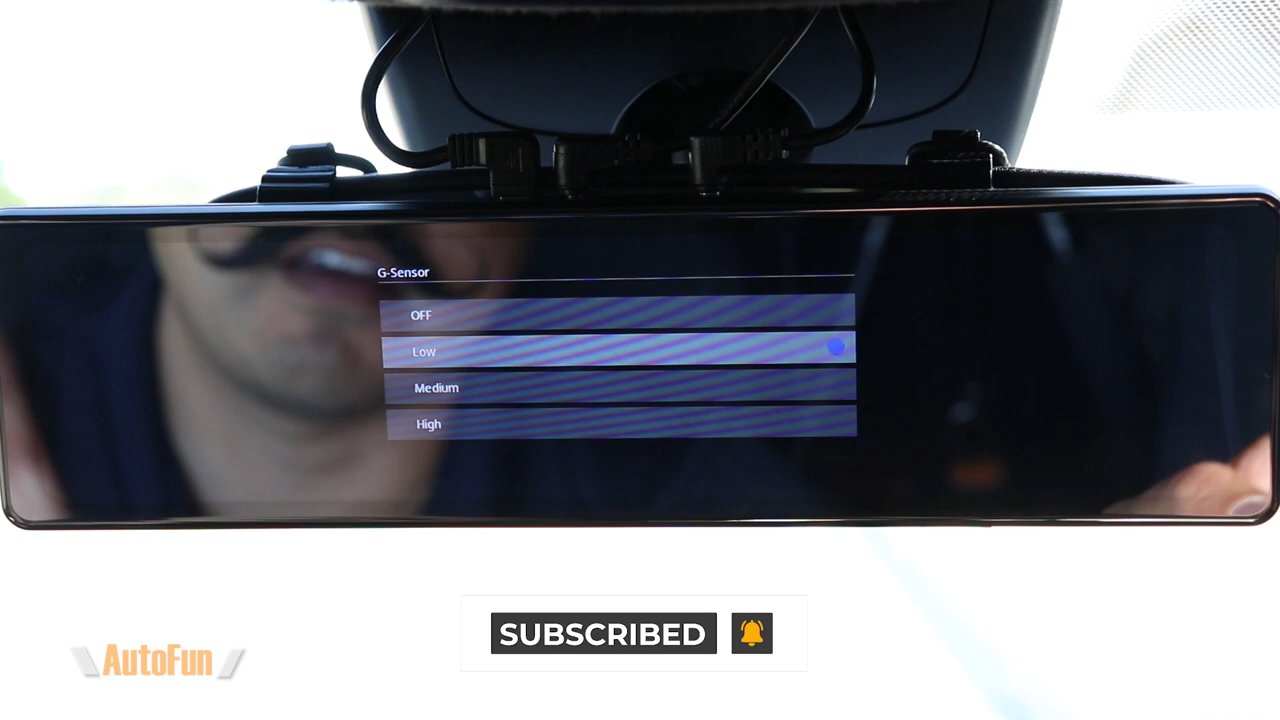 G-Sensor
OFF
Low
Medium
High
SUBSCRIBED
AutoFun